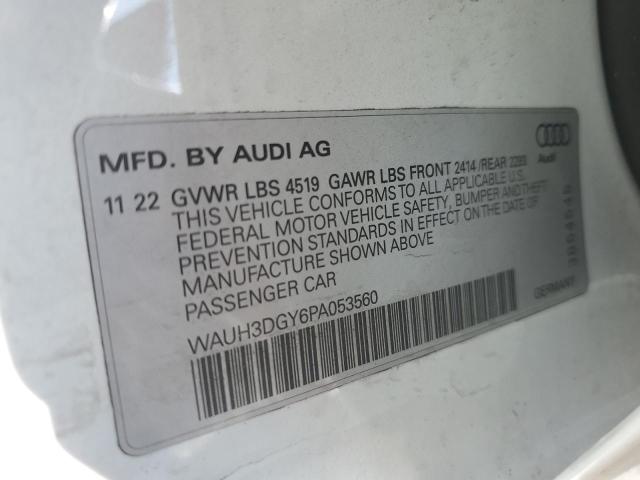 MFD. BY AUDI AG
Audi
11 22 GVWR LBS 4519 GAWR LBS FRONT 2414 /REAR
THIS VEHICLE CONFORMS TO ALL APPLICABLE U.S.
FEDERAL MOTOR VEHICLE SAFETY, BUMPER AND THEFT
PREVENTION STANDARDS IN EFFECT ON THE DATE OF
MANUFACTURE SHOWN ABOVE
PASSENGER CAR
WAUH3DGY6PA053560
GERMANY